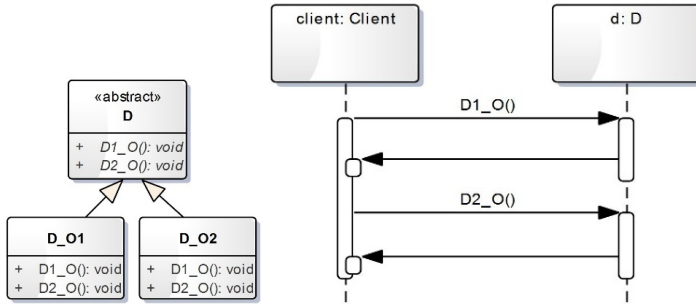 client: Client
d: D
«abstract»
D
+ D1_O(): void
+ D2_O(): void
D1_O()
D2_O()
D_O1
+ D1_O(): void
+ D2_O(): void
D_O2
+ D1_O(): void
+ D2_O(): void